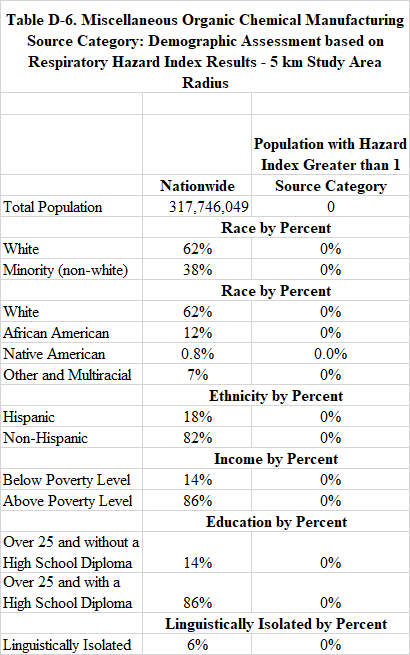 Table D-6. Miscellaneous Organic Chemical Manufacturing
Source Category: Demographic Assessment based on
Respiratory Hazard Index Results - 5 km Study Area
Radius
Population with Hazard
Index Greater than 1
Nationwide Source Category
Total Population 317,746,049 0
Race by Percent
White 62% 0%
Minority (non-white) 38% 0%
Race by Percent
White 62% 0%
African American 12% 0%
Native American 0.8% 0.0%
Other and Multiracial 7% 0%
Ethnicity by Percent
Hispanic 18% 0%
Non-Hispanic 82% 0%
Income by Percent
Below Poverty Level 14% 0%
Above Poverty Level 86% 0%
Education by Percent
Over 25 and without a
High School Diploma 14% 0%
Over 25 and with a
High School Diploma 86% 0%
Linguistically Isolated by Percent
Linguistically Isolated 6% 0%